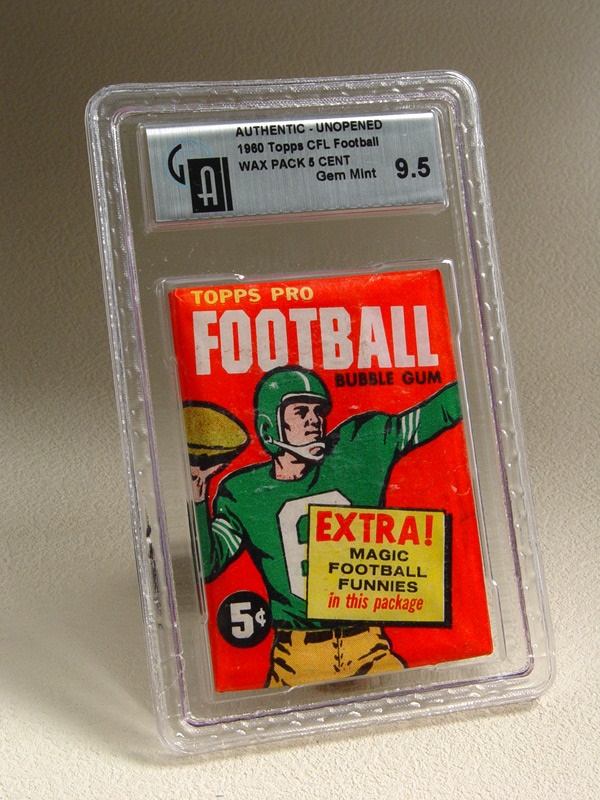 AUTHENTIC - UNOPENED
1960 Topps CFL Football
WAX PACK 5 CENT
Gem Mint 9.5
GA
TOPPS PRO
FOOTBALL
BUBBLE GUM
EXTRA!
MAGIC
FOOTBALL
FUNNIES
in this package
5¢